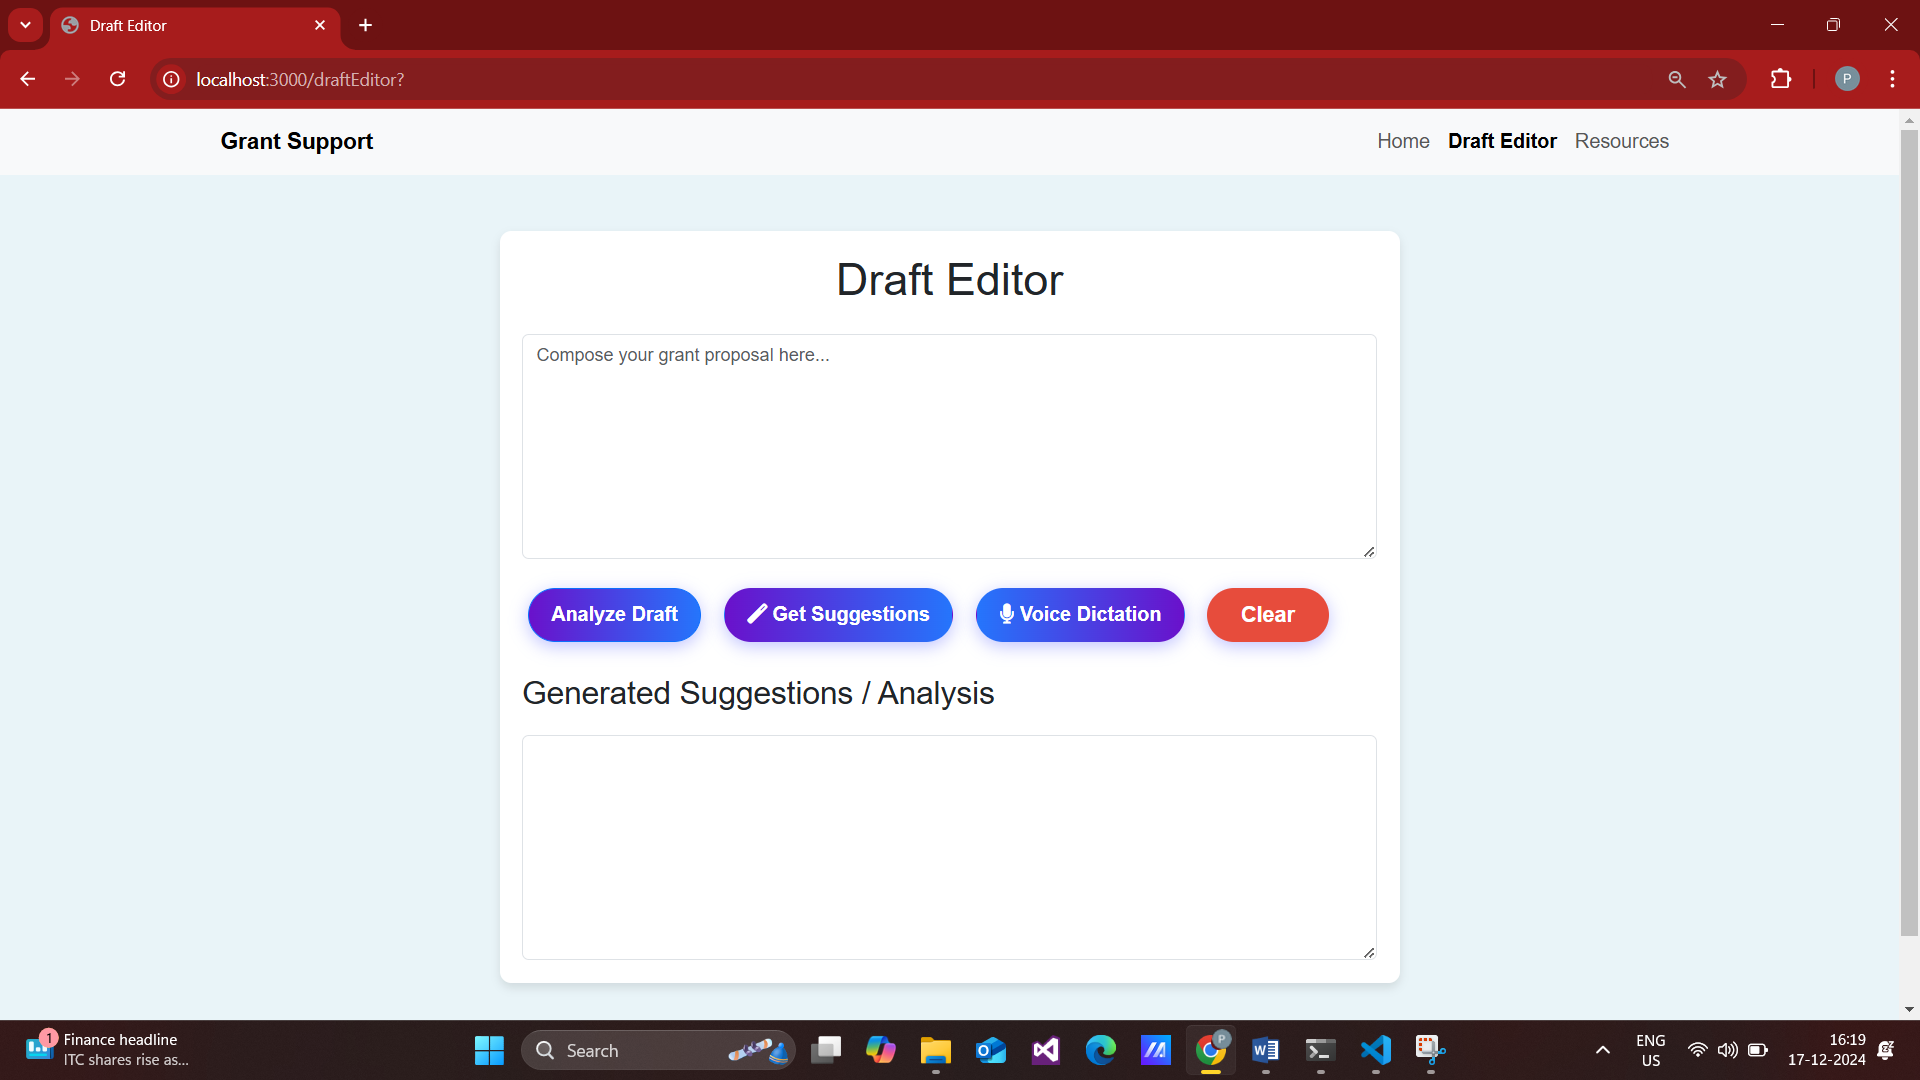 Draft Editor
localhost:3000/draftEditor?
P
Grant Support
Home Draft Editor Resources
Draft Editor
Compose your grant proposal here...
Analyze Draft Get Suggestions Voice Dictation Clear
Generated Suggestions / Analysis
1
Finance headline
ITC shares rise as...
Search
P
ENG
US
16:19
17-12-2024